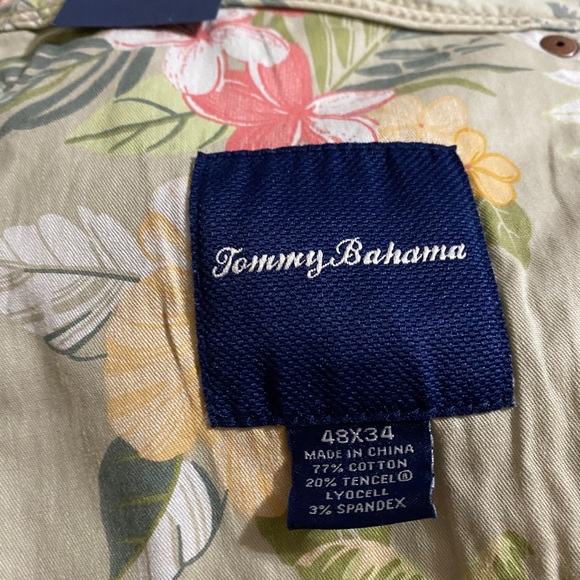 Tommy Bahama
48X34
MADE IN CHINA
77% COTTON
20% TENCEL®
LYOCELL
3% SPANDEX